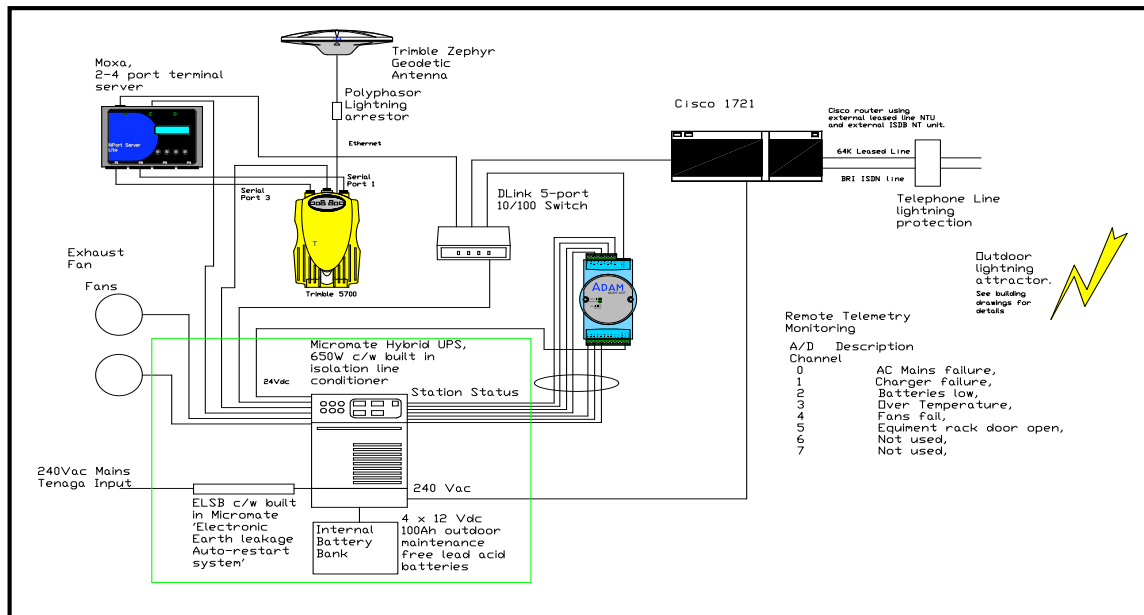 Moxa,
2-4 port terminal
server
Trimble Zephyr
Geodetic
Antenna
Polyphasor
Lightning
arrestor
Ethernet
NPort Server
Lite
P1 P2 P3 P4
Serial
Port 3
Serial
Port 1
Trimble 5700
DLink 5-port
10/100 Switch
Cisco 1721
Cisco router using
external leased line NTU
and external ISDB NT unit.
64K Leased Line
BRI ISDN line
Telephone Line
lightning
protection
Exhaust
Fan
Fans
ADAM
Outdoor
lightning
attractor.
See building
drawings for
details
Remote Telemetry
Monitoring
A/D Description
Channel
0 AC Mains failure,
1 Charger failure,
2 Batteries low,
3 Over Temperature,
4 Fans fail,
5 Equiment rack door open,
6 Not used,
7 Not used,
Micromate Hybrid UPS,
650W c/w built in
isolation line
conditioner
24Vdc
Station Status
240Vac Mains
Tenaga Input
240 Vac
ELSB c/w built
in Micromate
'Electronic
Earth leakage
Auto-restart
system'
Internal
Battery
Bank
4 x 12 Vdc
100Ah outdoor
maintenance
free lead acid
batteries